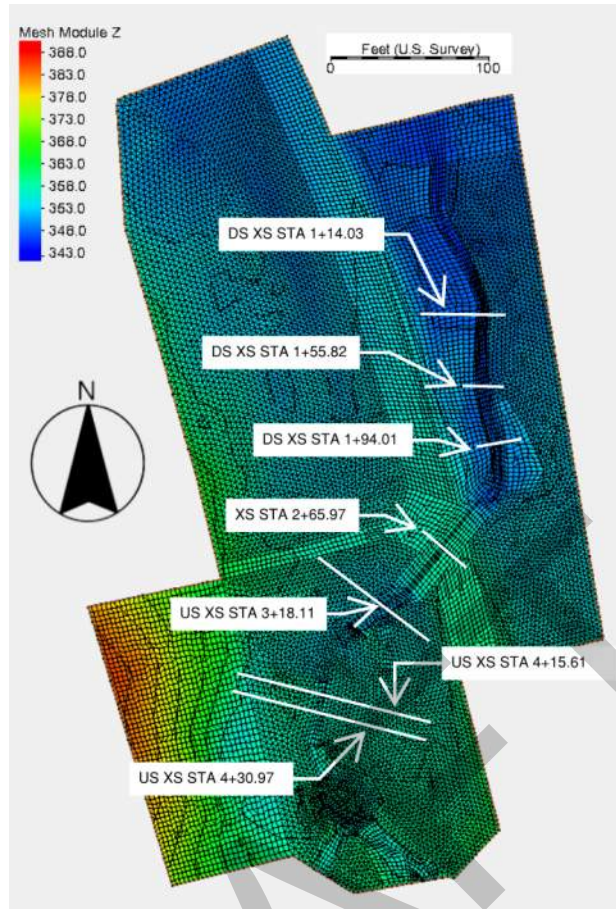 Mesh Module Z
388.0
383.0
378.0
373.0
368.0
363.0
358.0
353.0
348.0
343.0
Feet (U.S. Survey)
0 100
DS XS STA 1+14.03
DS XS STA 1+55.82
N
DS XS STA 1+94.01
XS STA 2+65.97
US XS STA 3+18.11
US XS STA 4+15.61
US XS STA 4+30.97